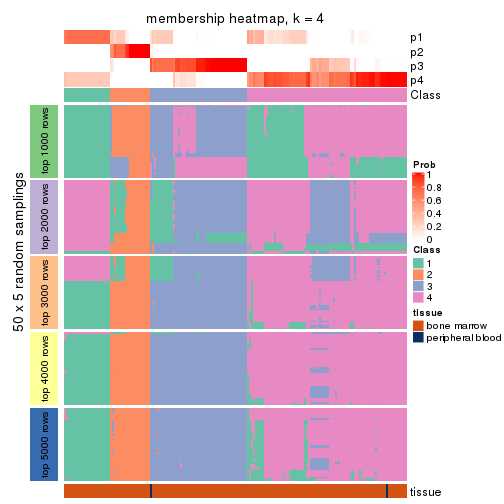 membership heatmap, k = 4
p1
p2
p3
p4
Class
50 x 5 random samplings
top 1000 rows
top 2000 rows
top 3000 rows
top 4000 rows
top 5000 rows
Prob
1
0.8
0.6
0.4
0.2
0
Class
1
2
3
4
tissue
bone marrow
peripheral blood
tissue